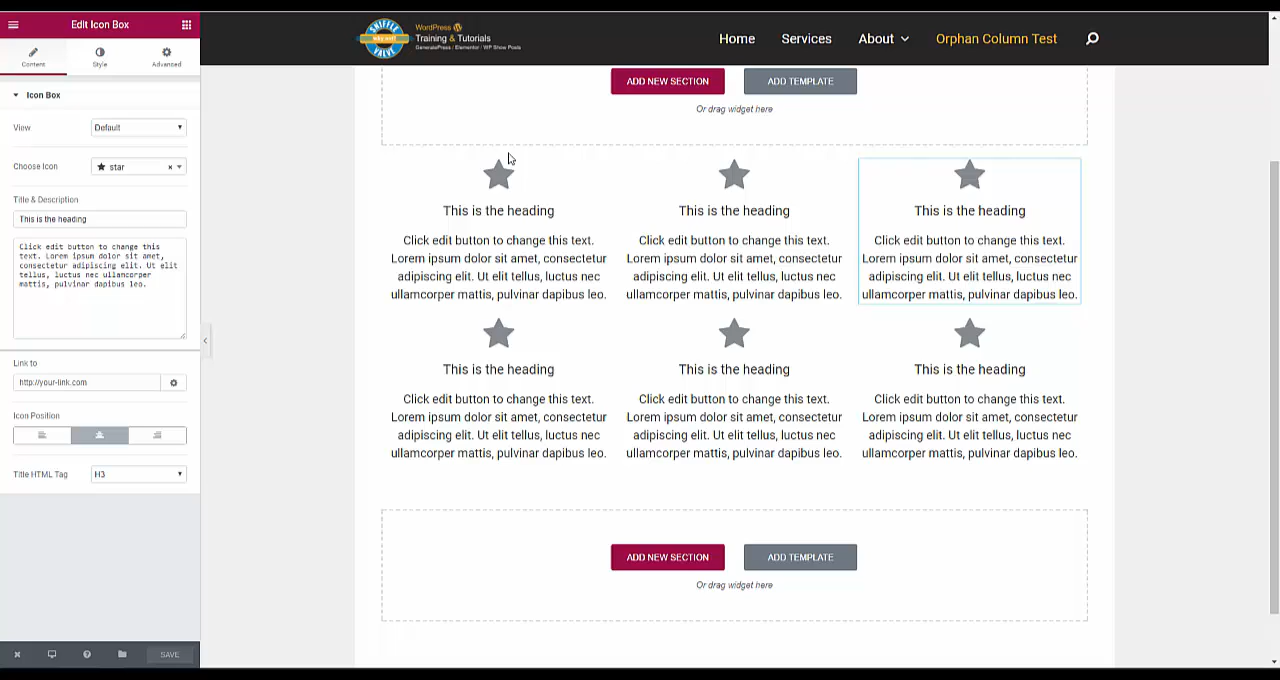 Edit Icon Box
Content
Style
Advanced
Icon Box
View
Default
Choose Icon
star
Title & Description
This is the heading
Click edit button to change this
text. Lorem ipsum dolor sit amet,
consectetur adipiscing elit. Ut elit
tellus, luctus nec ullamcorper
mattis, pulvinar dapibus leo.
Link to
http://your-link.com
Icon Position
Title HTML Tag
H3
SAVE
SNIFFLE
VALVE
WordPress
Training & Tutorials
GeneratePress | Elementor | WP Show Posts
Home
Services
About
Orphan Column Test
ADD NEW SECTION
ADD TEMPLATE
Or drag widget here
This is the heading
Click edit button to change this text.
Lorem ipsum dolor sit amet, consectetur
adipiscing elit. Ut elit tellus, luctus nec
ullamcorper mattis, pulvinar dapibus leo.
This is the heading
Click edit button to change this text.
Lorem ipsum dolor sit amet, consectetur
adipiscing elit. Ut elit tellus, luctus nec
ullamcorper mattis, pulvinar dapibus leo.
This is the heading
Click edit button to change this text.
Lorem ipsum dolor sit amet, consectetur
adipiscing elit. Ut elit tellus, luctus nec
ullamcorper mattis, pulvinar dapibus leo.
This is the heading
Click edit button to change this text.
Lorem ipsum dolor sit amet, consectetur
adipiscing elit. Ut elit tellus, luctus nec
ullamcorper mattis, pulvinar dapibus leo.
This is the heading
Click edit button to change this text.
Lorem ipsum dolor sit amet, consectetur
adipiscing elit. Ut elit tellus, luctus nec
ullamcorper mattis, pulvinar dapibus leo.
This is the heading
Click edit button to change this text.
Lorem ipsum dolor sit amet, consectetur
adipiscing elit. Ut elit tellus, luctus nec
ullamcorper mattis, pulvinar dapibus leo.
ADD NEW SECTION
ADD TEMPLATE
Or drag widget here